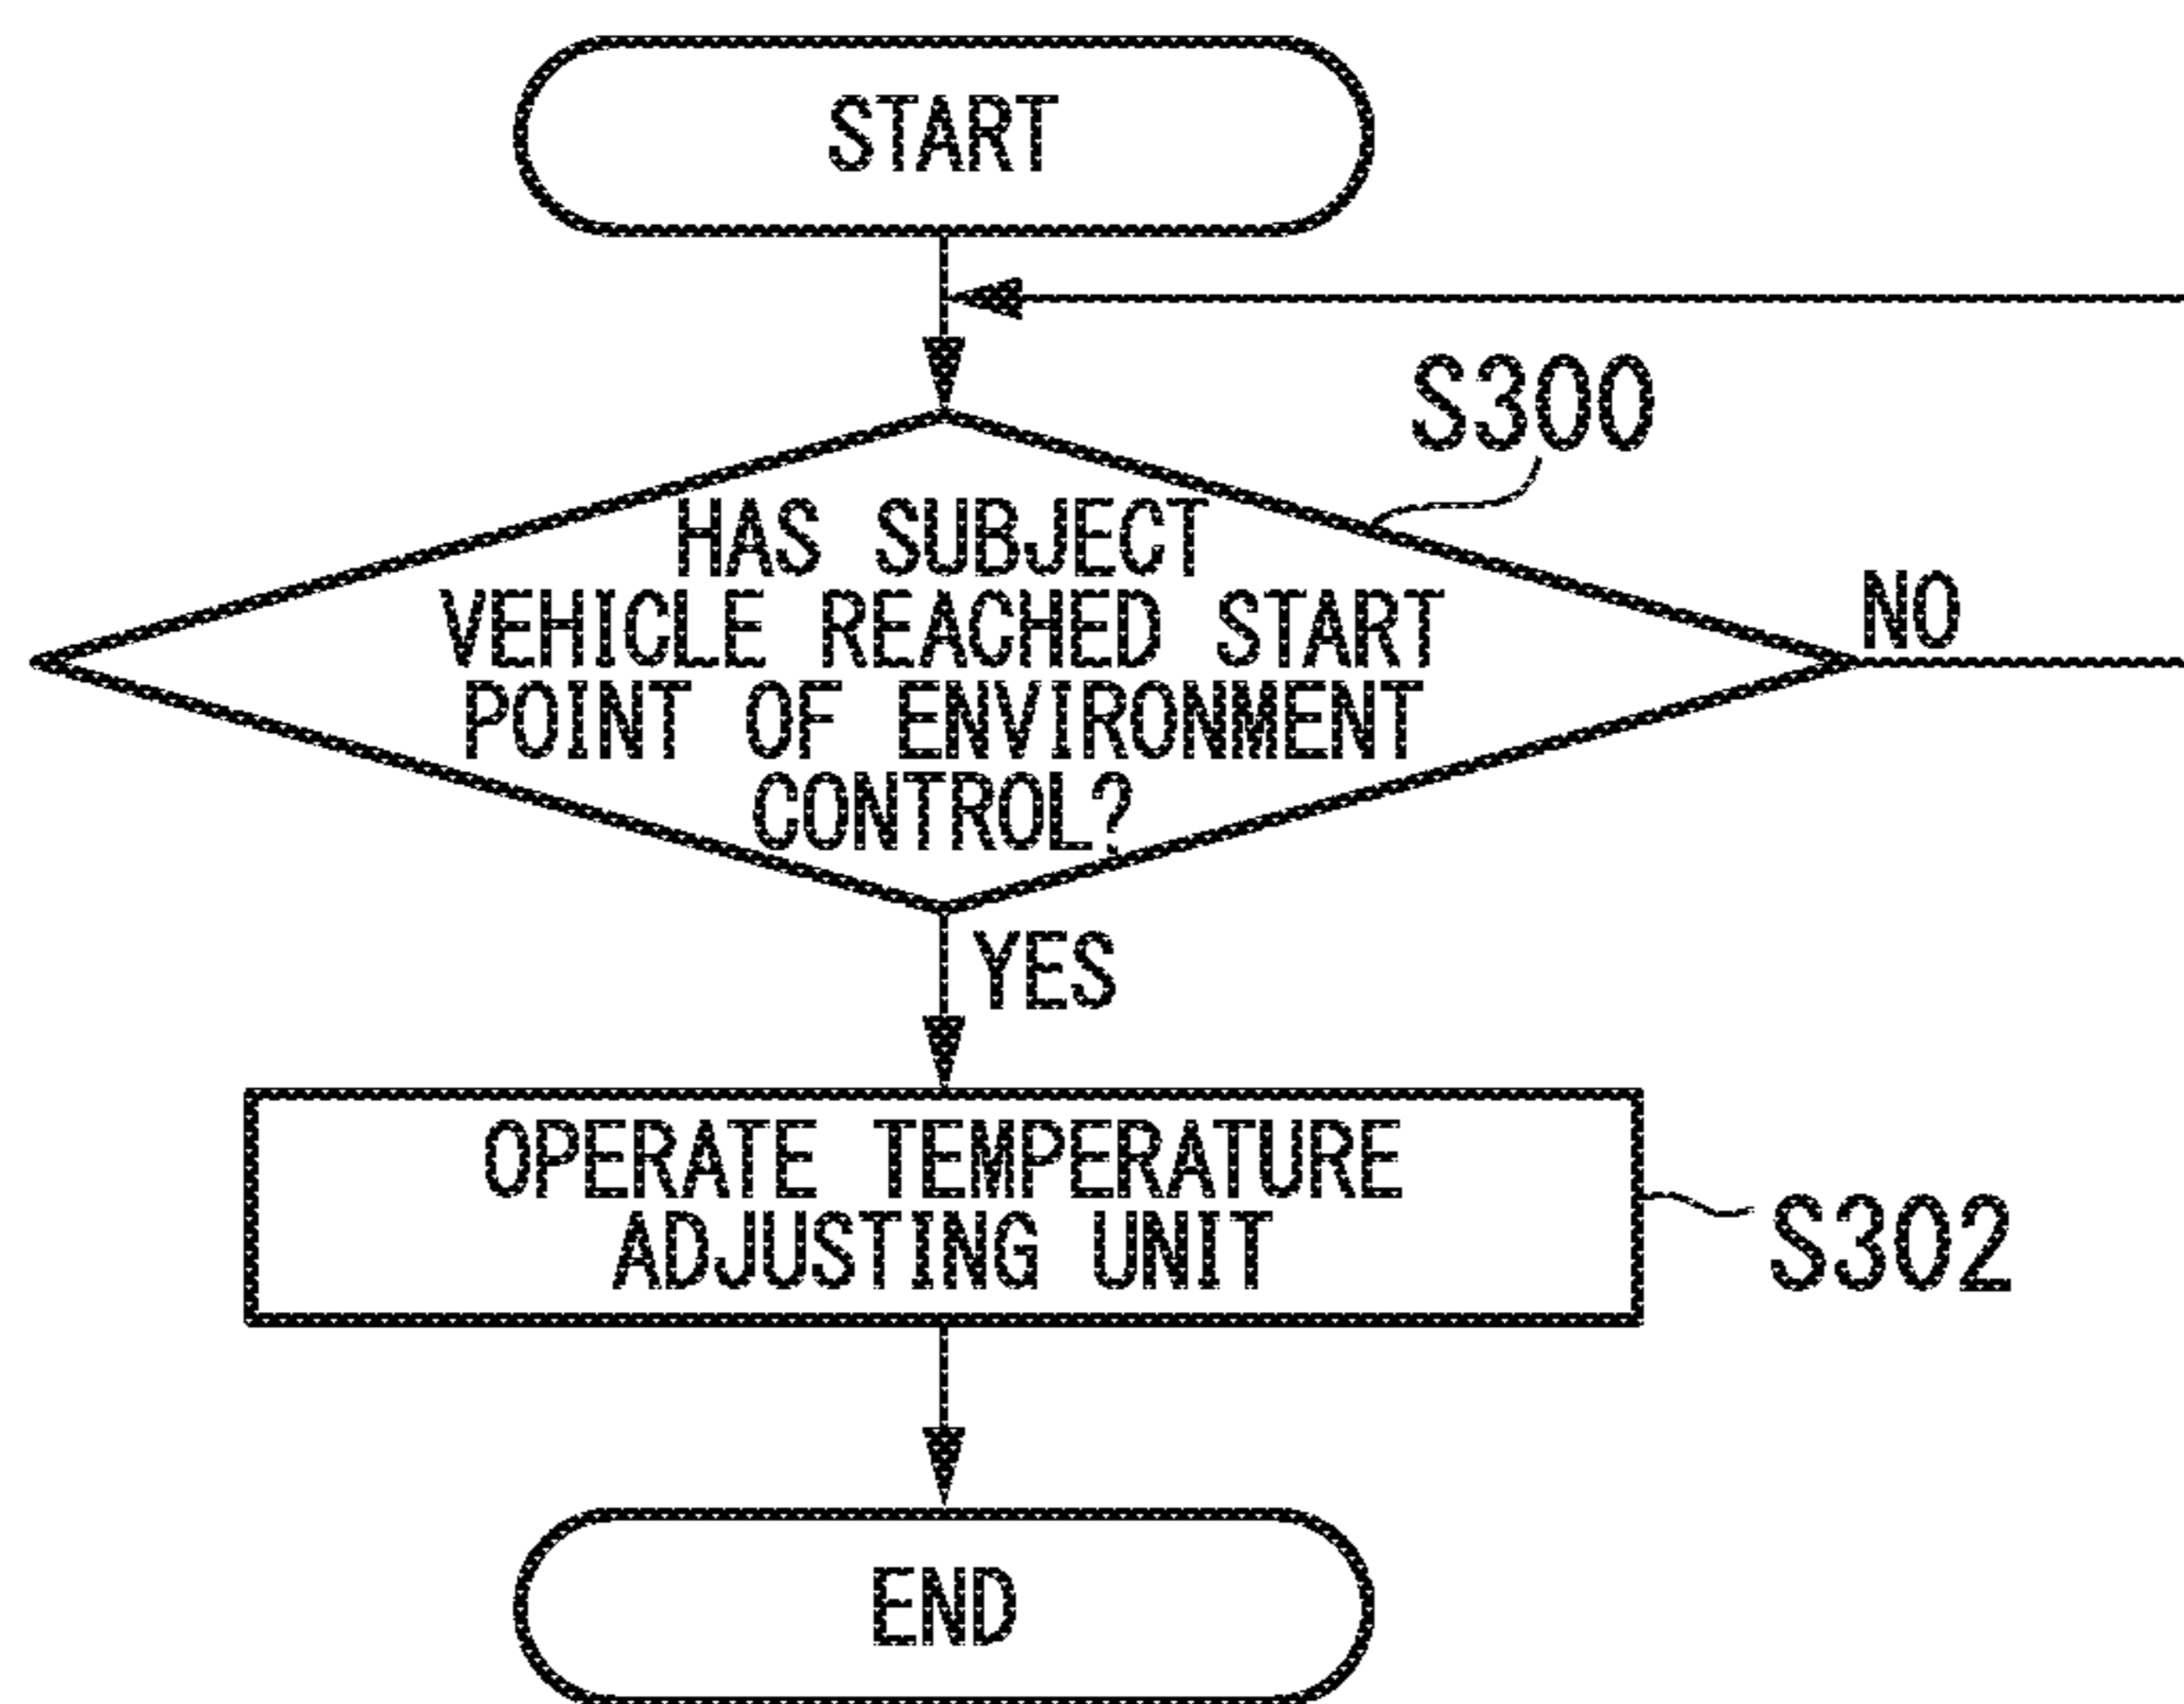 START
S300
HAS SUBJECT
VEHICLE REACHED START
POINT OF ENVIRONMENT
CONTROL?
NO
YES
OPERATE TEMPERATURE
ADJUSTING UNIT
S302
END